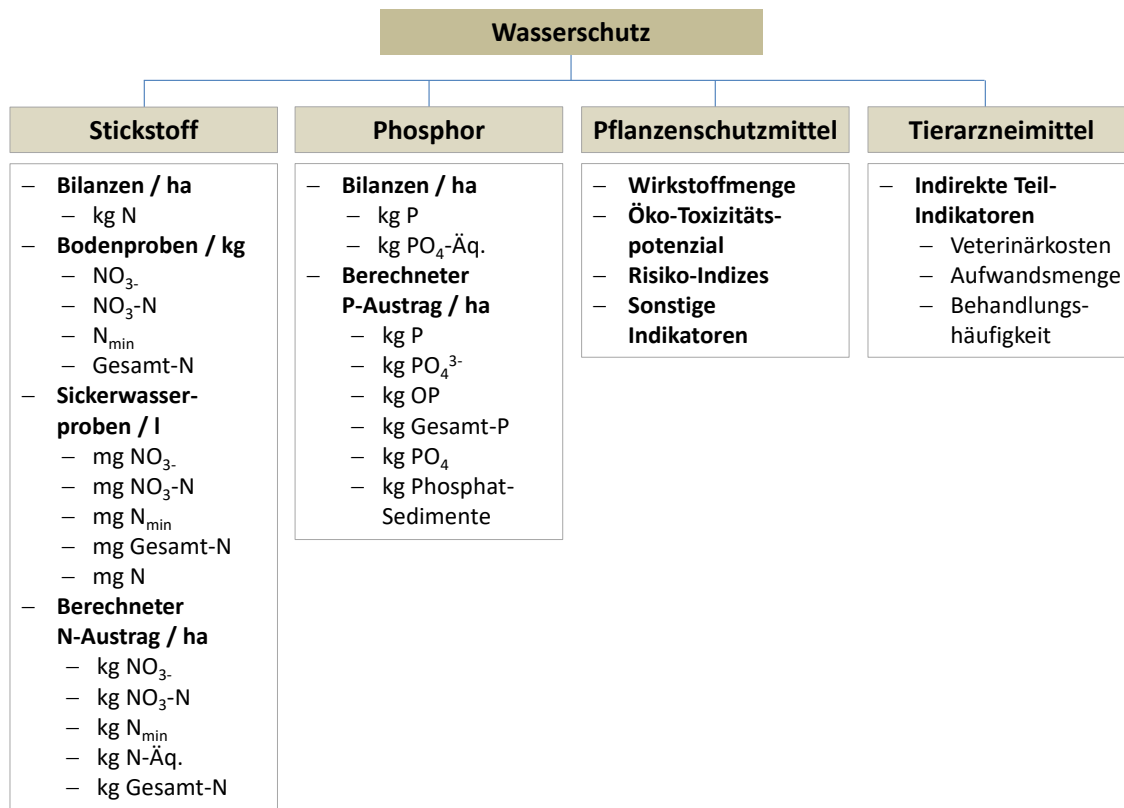 Wasserschutz
Stickstoff
– Bilanzen / ha
– kg N
– Bodenproben / kg
– NO₃₋
– NO₃-N
– Nₘᵢₙ
– Gesamt-N
– Sickerwasser-
proben / l
– mg NO₃₋
– mg NO₃-N
– mg Nₘᵢₙ
– mg Gesamt-N
– mg N
– Berechneter
N-Austrag / ha
– kg NO₃₋
– kg NO₃-N
– kg Nₘᵢₙ
– kg N-Äq.
– kg Gesamt-N
Phosphor
– Bilanzen / ha
– kg P
– kg PO₄-Äq.
– Berechneter
P-Austrag / ha
– kg P
– kg PO₄³⁻
– kg OP
– kg Gesamt-P
– kg PO₄
– kg Phosphat-
Sedimente
Pflanzenschutzmittel
– Wirkstoffmenge
– Öko-Toxizitäts-
potenzial
– Risiko-Indizes
– Sonstige
Indikatoren
Tierarzneimittel
– Indirekte Teil-
Indikatoren
– Veterinärkosten
– Aufwandsmenge
– Behandlungs-
häufigkeit